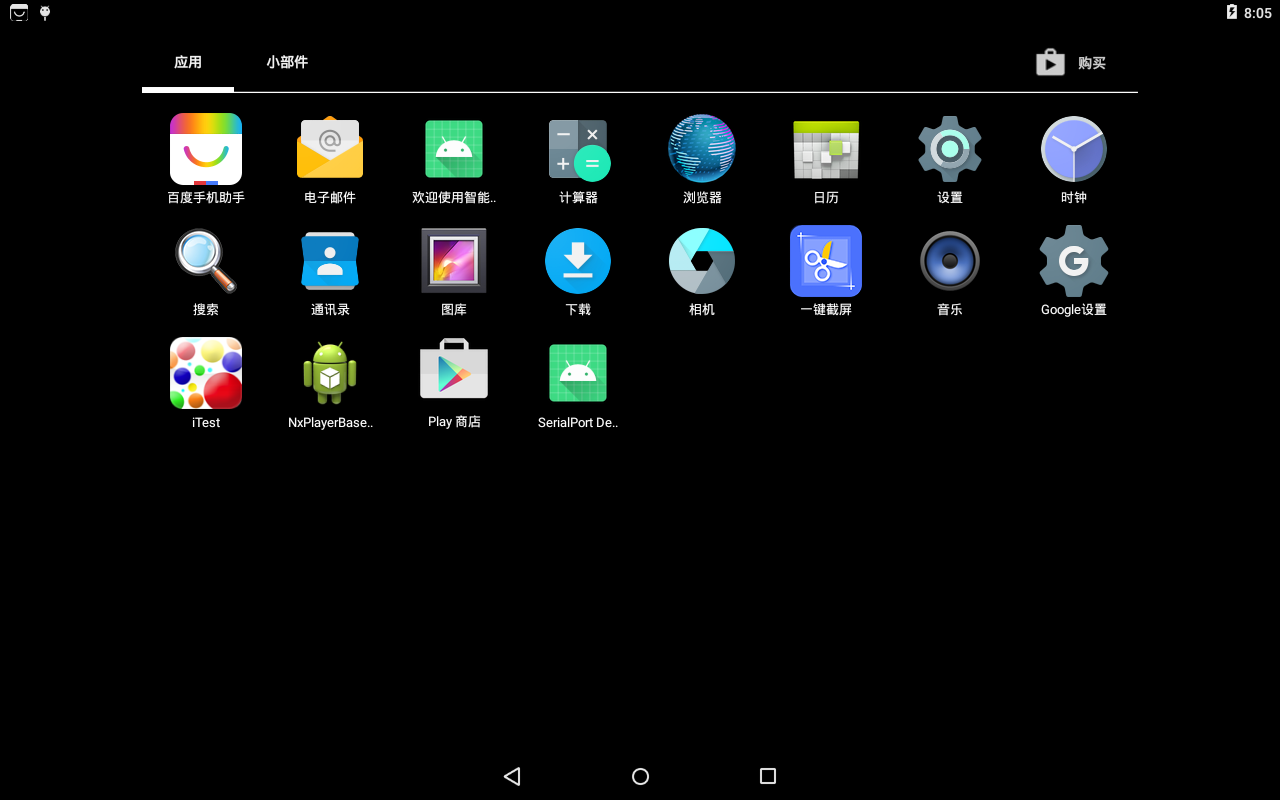 8:05
应用 小部件 购买
百度手机助手 电子邮件 欢迎使用智能.. 计算器 浏览器 日历 设置 时钟
搜索 通讯录 图库 下载 相机 一键截屏 音乐 Google设置
iTest NxPlayerBase.. Play 商店 SerialPort De..